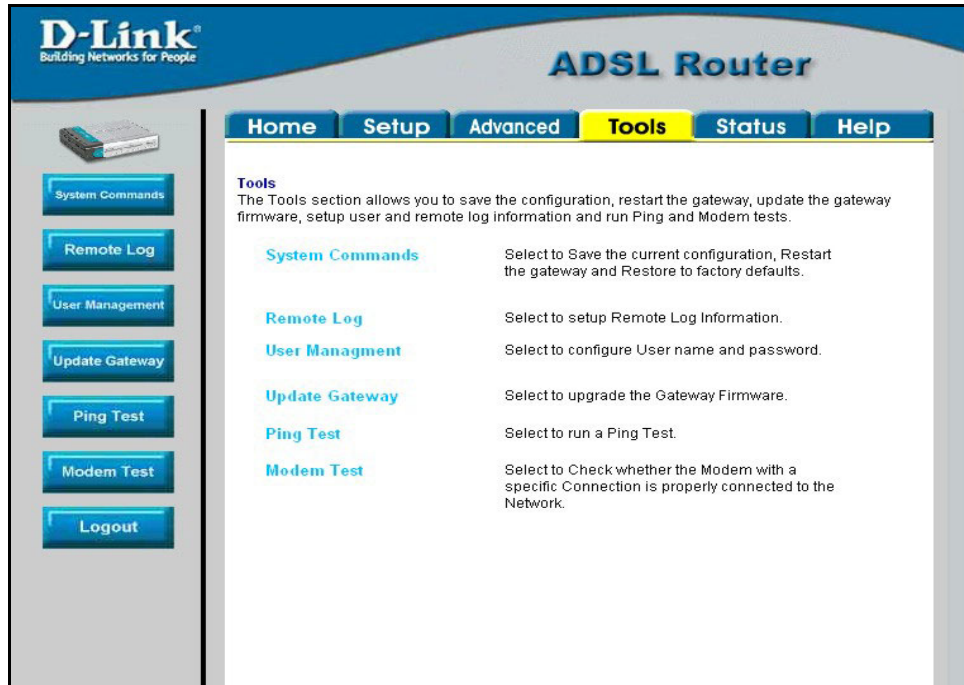 D-Link®
Building Networks for People
ADSL Router
Home Setup Advanced Tools Status Help
System Commands
Remote Log
User Management
Update Gateway
Ping Test
Modem Test
Logout
Tools
The Tools section allows you to save the configuration, restart the gateway, update the gateway
firmware, setup user and remote log information and run Ping and Modem tests.
System Commands Select to Save the current configuration, Restart
the gateway and Restore to factory defaults.
Remote Log Select to setup Remote Log Information.
User Managment Select to configure User name and password.
Update Gateway Select to upgrade the Gateway Firmware.
Ping Test Select to run a Ping Test.
Modem Test Select to Check whether the Modem with a
specific Connection is properly connected to the
Network.